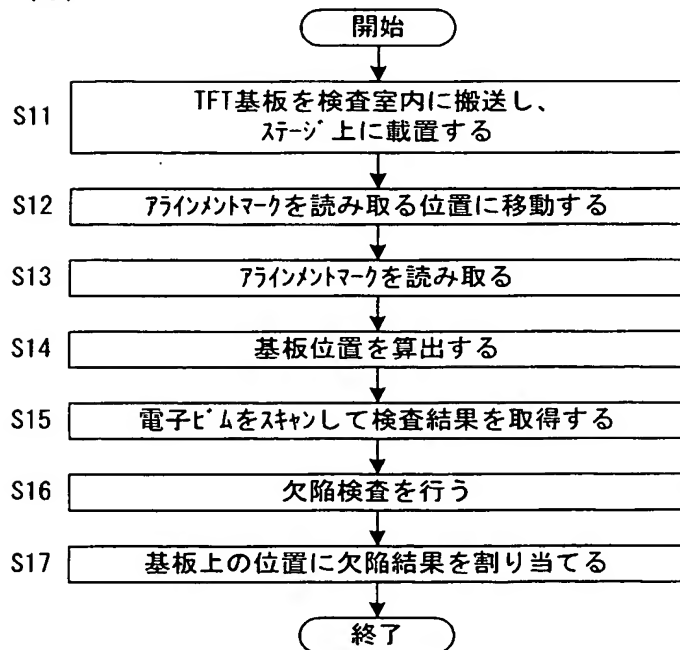 開始
S11
TFT基板を検査室内に搬送し、
ｽﾃｰｼﾞ上に載置する
S12 ｱﾗｲﾝﾒﾝﾄﾏｰｸを読み取る位置に移動する
S13 ｱﾗｲﾝﾒﾝﾄﾏｰｸを読み取る
S14 基板位置を算出する
S15 電子ﾋﾞﾑをｽｷｬﾝして検査結果を取得する
S16 欠陥検査を行う
S17 基板上の位置に欠陥結果を割り当てる
終了